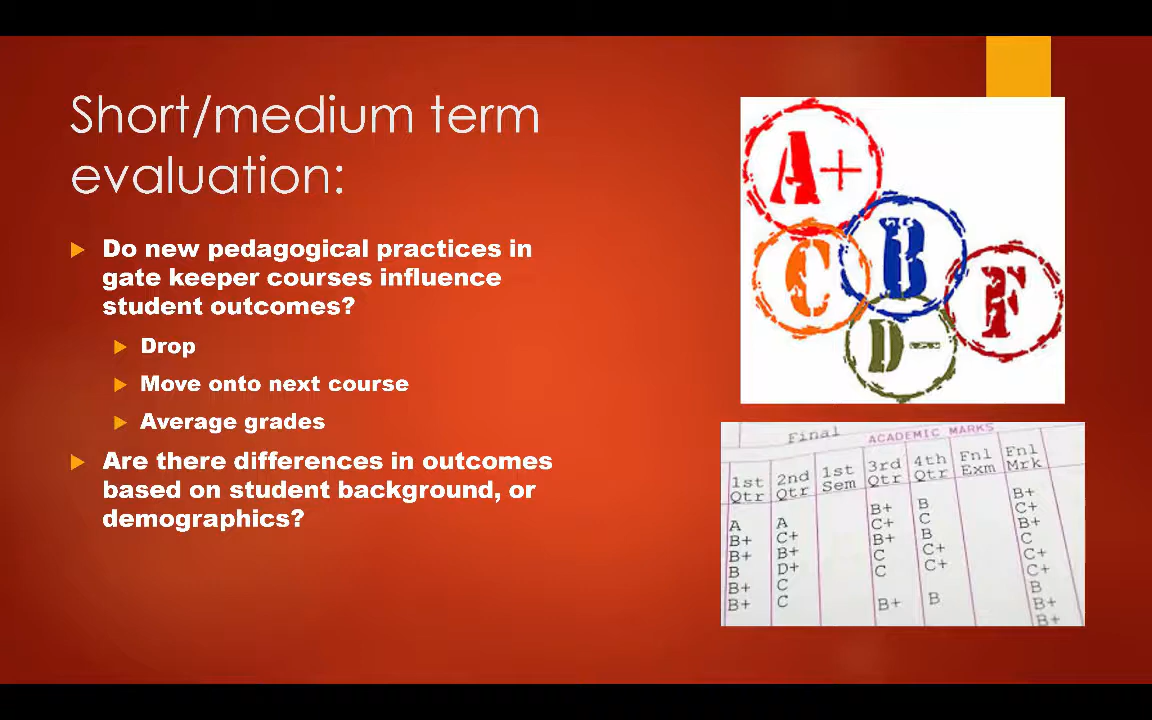 Short/medium term
evaluation:
Do new pedagogical practices in
gate keeper courses influence
student outcomes?
Drop
Move onto next course
Average grades
Are there differences in outcomes
based on student background, or
demographics?
A+
C B F
D-
Final ACADEMIC MARKS
1st Qtr 2nd Qtr 1st Sem 3rd Qtr 4th Qtr Fnl Exm Fnl Mrk
A A B+ B B+
B+ C+ C+ C C+
B+ B+ B+ B B+
B D+ C C+ C
B+ C C C+ C+
B+ C B+ B C+
B
B+
B+